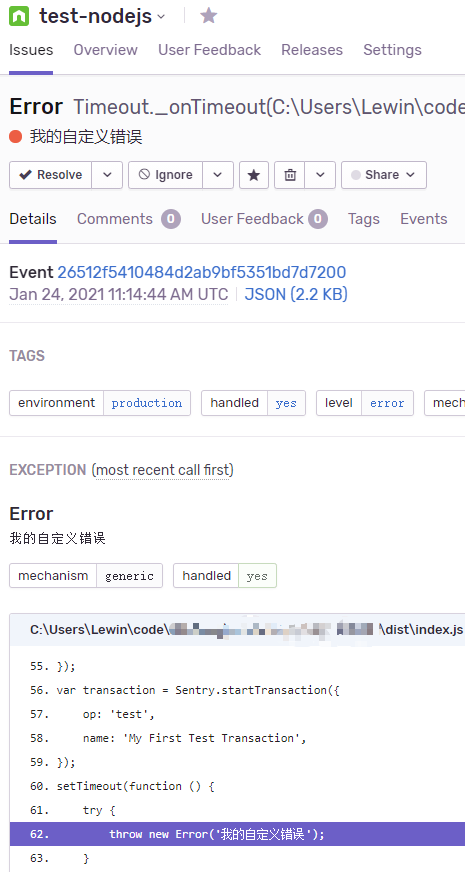 test-nodejs
Issues Overview User Feedback Releases Settings
Error Timeout._onTimeout(C:\Users\Lewin\code
我的自定义错误
Resolve Ignore Share
Details Comments 0 User Feedback 0 Tags Events
Event 26512f5410484d2ab9bf5351bd7d7200
Jan 24, 2021 11:14:44 AM UTC JSON (2.2 KB)
TAGS
environment production handled yes level error mech
EXCEPTION (most recent call first)
Error
我的自定义错误
mechanism generic handled yes
C:\Users\Lewin\code\ \dist\index.js
55. });
56. var transaction = Sentry.startTransaction({
57.     op: 'test',
58.     name: 'My First Test Transaction',
59. });
60. setTimeout(function () {
61.     try {
62.         throw new Error('我的自定义错误');
63.     }